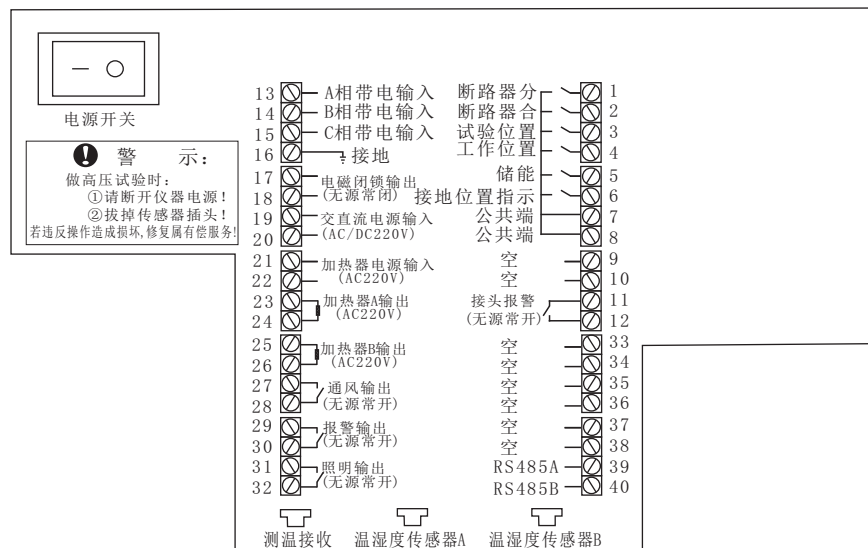 电源开关
警 示：
做高压试验时：
①请断开仪器电源！
②拔掉传感器插头！
若违反操作造成损坏,修复属有偿服务!
13 A相带电输入
14 B相带电输入
15 C相带电输入
16 接地
17 电磁闭锁输出
18 (无源常闭)
19 交直流电源输入
20 (AC/DC220V)
21 加热器电源输入
22 (AC220V)
23 加热器A输出
24 (AC220V)
25 加热器B输出
26 (AC220V)
27 通风输出
28 (无源常开)
29 报警输出
30 (无源常开)
31 照明输出
32 (无源常开)
断路器分 1
断路器合 2
试验位置 3
工作位置 4
储能 5
接地位置指示 6
公共端 7
公共端 8
空 9
空 10
接头报警 11
(无源常开) 12
空 33
空 34
空 35
空 36
空 37
空 38
RS485A 39
RS485B 40
测温接收 温湿度传感器A 温湿度传感器B